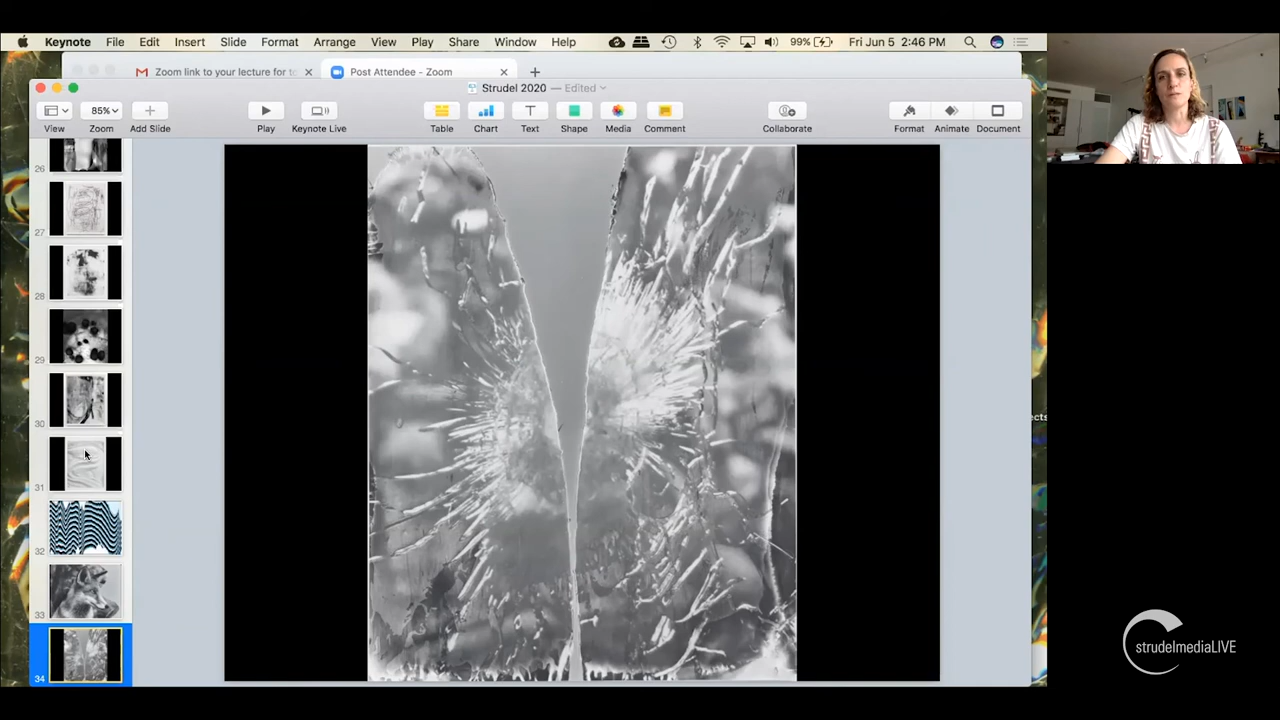 Keynote File Edit Insert Slide Format Arrange View Play Share Window Help 99% Fri Jun 5 2:46 PM
Zoom link to your lecture for to
Post Attendee - Zoom
Strudel 2020 — Edited
85%
View Zoom Add Slide Play Keynote Live Table Chart Text Shape Media Comment Collaborate Format Animate Document
26
27
28
29
30
31
32
33
34
ects
strudelmediaLIVE